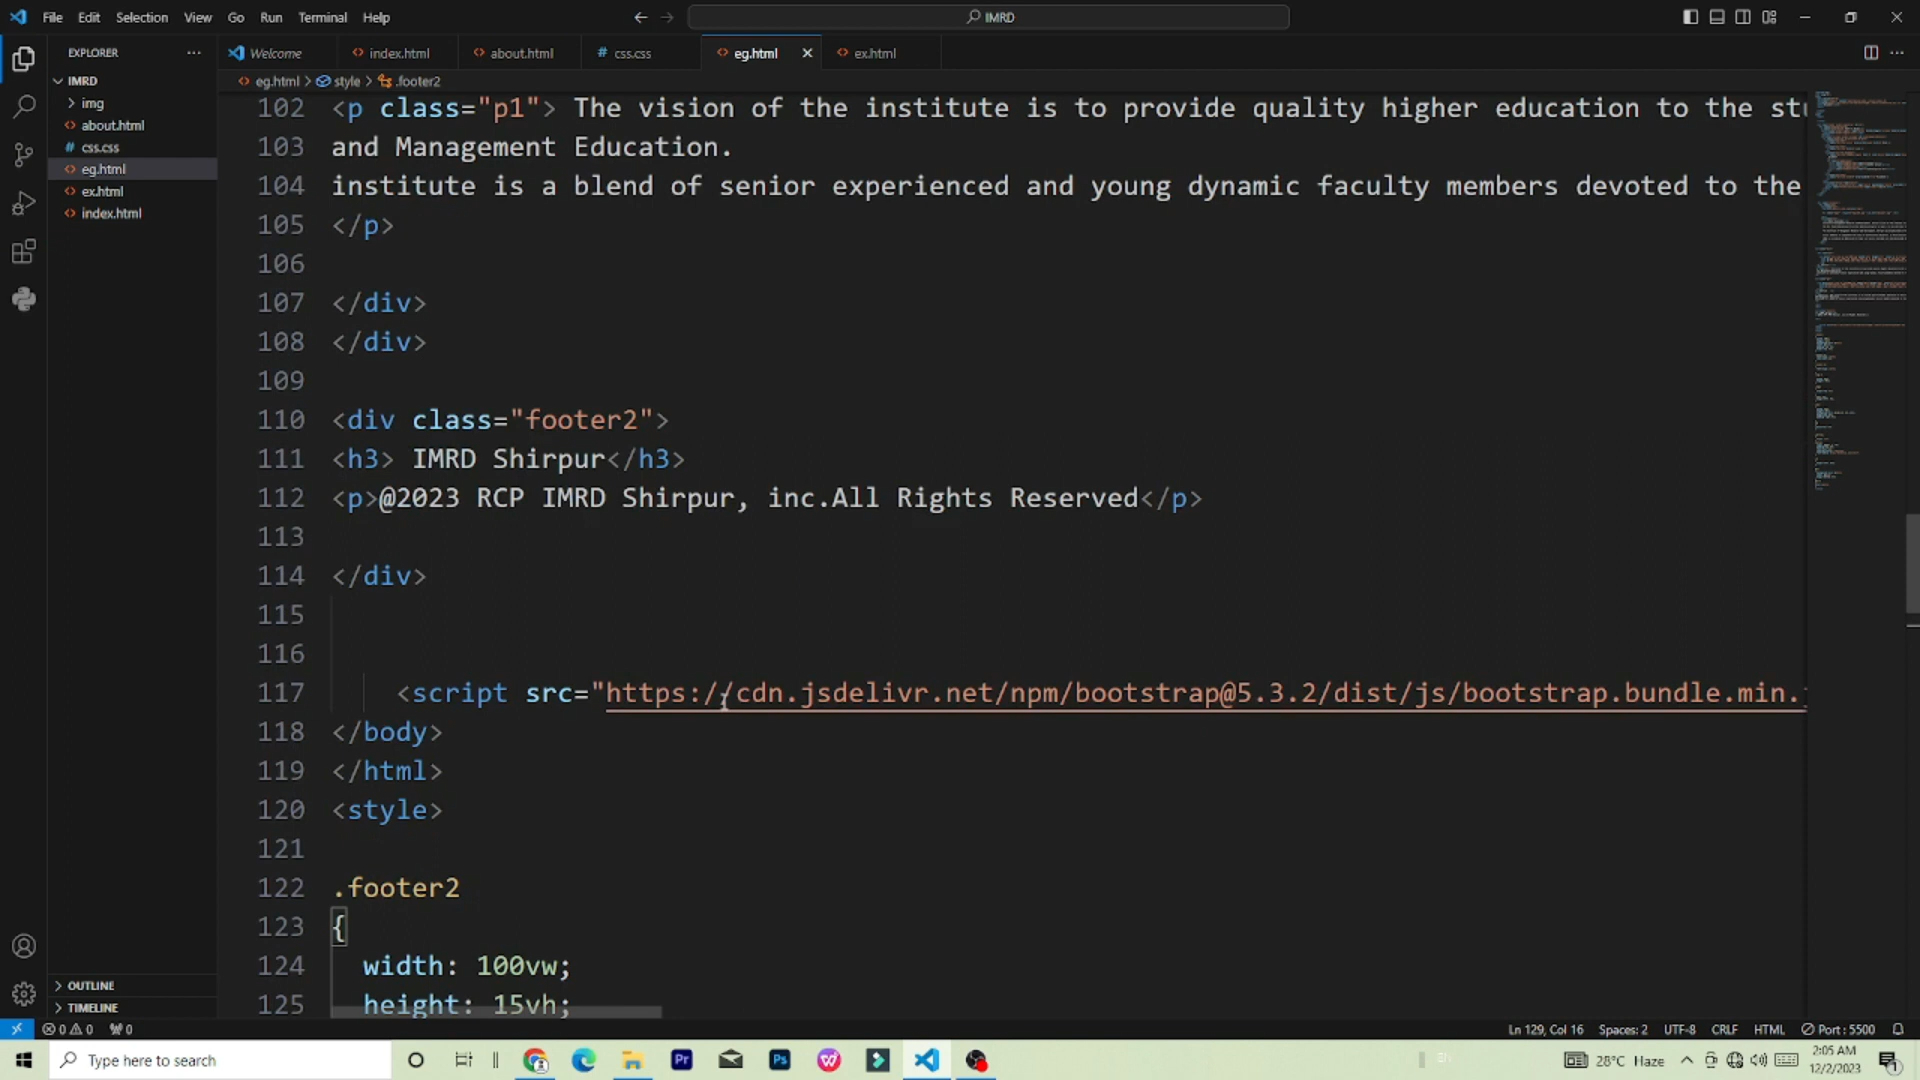 File Edit Selection View Go Run Terminal Help
IMRD
EXPLORER
Welcome
index.html
about.html
# css.css
eg.html
ex.html
IMRD
img
about.html
# css.css
eg.html
ex.html
index.html
eg.html > style > .footer2
102 <p class="p1"> The vision of the institute is to provide quality higher education to the stu
103 and Management Education.
104 institute is a blend of senior experienced and young dynamic faculty members devoted to the
105 </p>
106
107 </div>
108 </div>
109
110 <div class="footer2">
111 <h3> IMRD Shirpur</h3>
112 <p>@2023 RCP IMRD Shirpur, inc.All Rights Reserved</p>
113
114 </div>
115
116
117 <script src="https://cdn.jsdelivr.net/npm/bootstrap@5.3.2/dist/js/bootstrap.bundle.min.j
118 </body>
119 </html>
120 <style>
121
122 .footer2
123 {
124 width: 100vw;
125 height: 15vh;
OUTLINE
TIMELINE
0 0 0
Ln 129, Col 16 Spaces: 2 UTF-8 CRLF HTML Port : 5500
Type here to search
Pr
Ps
28°C Haze
2:05 AM
12/2/2023
1